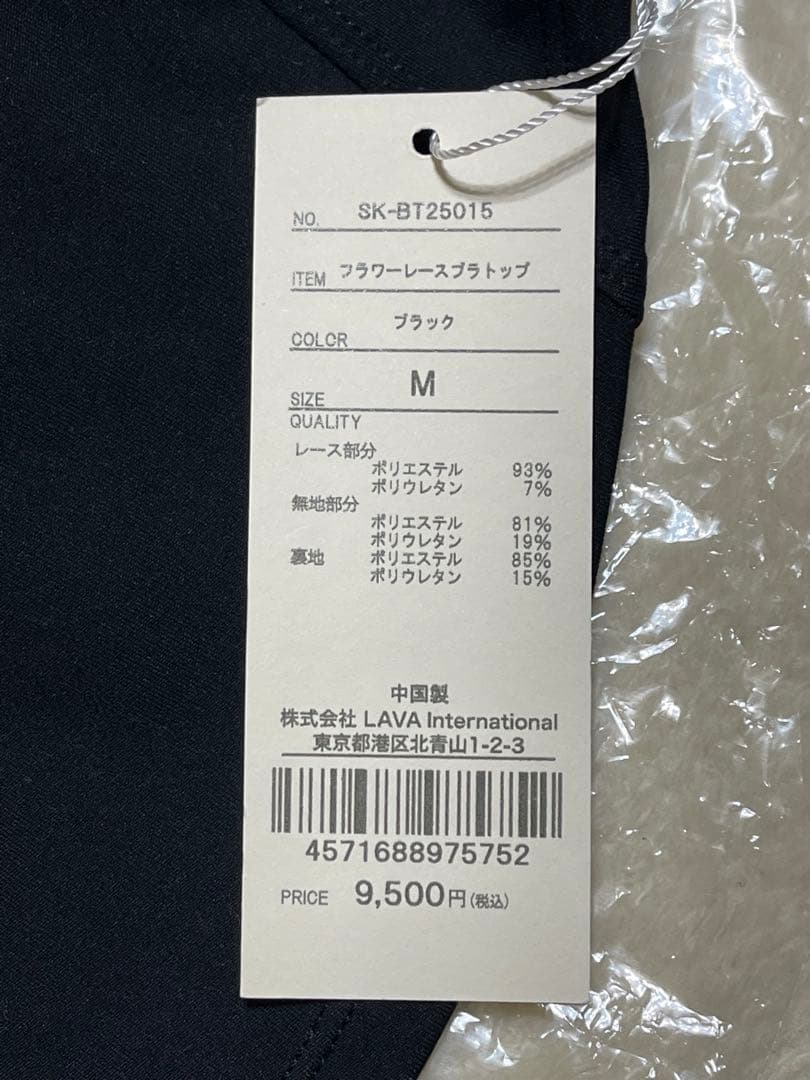 NO. SK-BT25015
ITEM フラワーレースブラトップ
COLOR ブラック
SIZE M
QUALITY
レース部分
ポリエステル 93%
ポリウレタン 7%
無地部分
ポリエステル 81%
ポリウレタン 19%
裏地 ポリエステル 85%
ポリウレタン 15%
中国製
株式会社 LAVA International
東京都港区北青山1-2-3
4571688975752
PRICE 9,500円(税込)